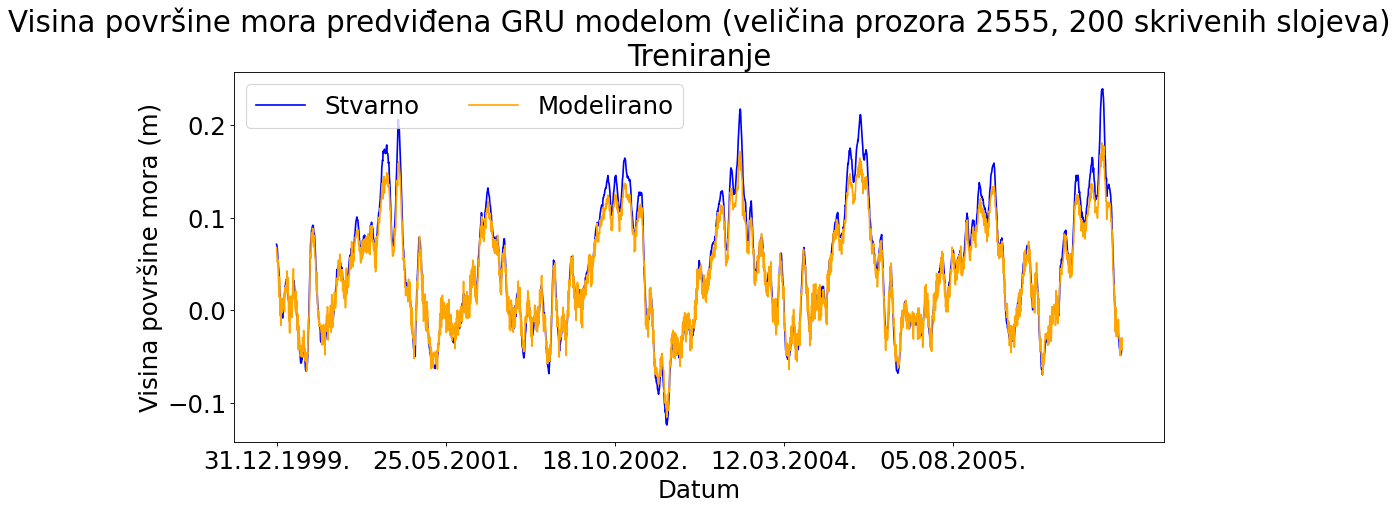 Visina površine mora predviđena GRU modelom (veličina prozora 2555, 200 skrivenih slojeva)
Treniranje
Stvarno
Modelirano
Visina površine mora (m)
0.2
0.1
0.0
−0.1
31.12.1999.
25.05.2001.
18.10.2002.
12.03.2004.
05.08.2005.
Datum